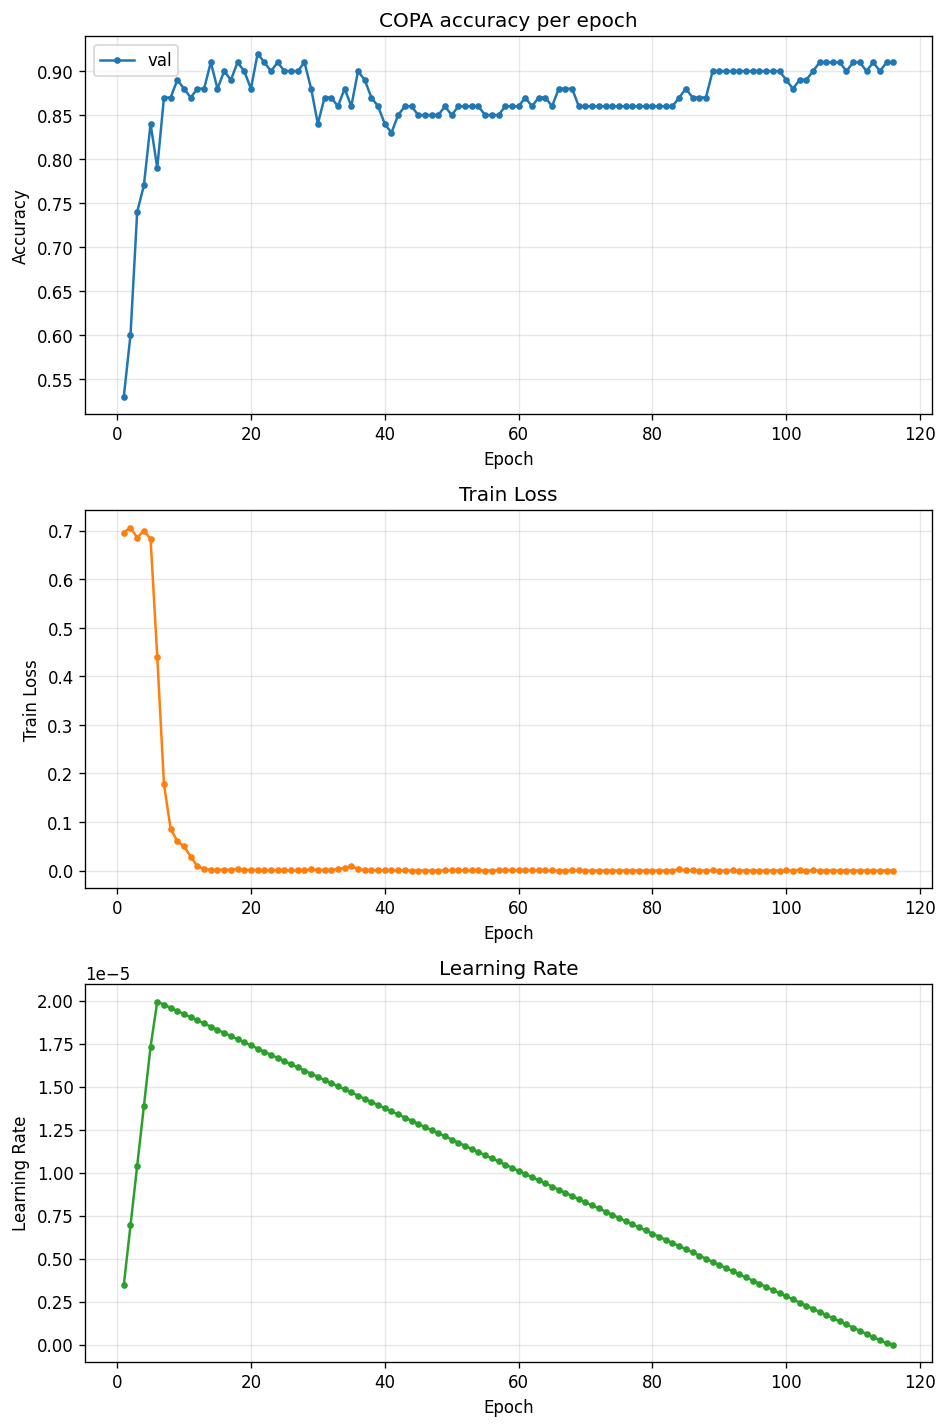 COPA accuracy per epoch
val
0.90
0.85
0.80
0.75
0.70
0.65
0.60
0.55
Accuracy
0 20 40 60 80 100 120
Epoch
Train Loss
0.7
0.6
0.5
0.4
0.3
0.2
0.1
0.0
Train Loss
0 20 40 60 80 100 120
Epoch
Learning Rate
1e−5
2.00
1.75
1.50
1.25
1.00
0.75
0.50
0.25
0.00
Learning Rate
0 20 40 60 80 100 120
Epoch